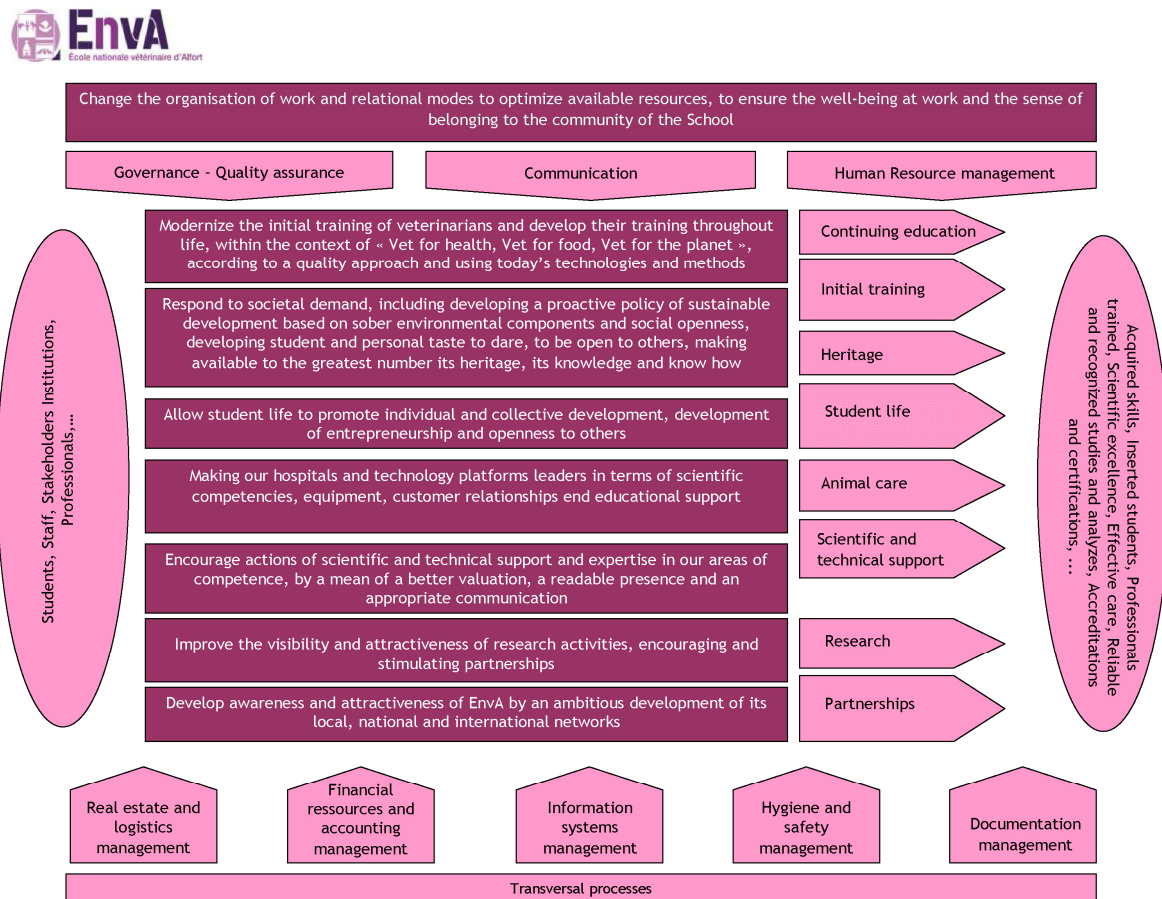 EnvA
École nationale vétérinaire d'Alfort
Change the organisation of work and relational modes to optimize available resources, to ensure the well-being at work and the sense of
belonging to the community of the School
Governance - Quality assurance
Communication
Human Resource management
Students, Staff, Stakeholders Institutions,
Professionals,...
Modernize the initial training of veterinarians and develop their training throughout
life, within the context of « Vet for health, Vet for food, Vet for the planet »,
according to a quality approach and using today's technologies and methods
Respond to societal demand, including developing a proactive policy of sustainable
development based on sober environmental components and social openness,
developing student and personal taste to dare, to be open to others, making
available to the greatest number its heritage, its knowledge and know how
Allow student life to promote individual and collective development, development
of entrepreneurship and openness to others
Making our hospitals and technology platforms leaders in terms of scientific
competencies, equipment, customer relationships end educational support
Encourage actions of scientific and technical support and expertise in our areas of
competence, by a mean of a better valuation, a readable presence and an
appropriate communication
Improve the visibility and attractiveness of research activities, encouraging and
stimulating partnerships
Develop awareness and attractiveness of EnvA by an ambitious development of its
local, national and international networks
Continuing education
Initial training
Heritage
Student life
Animal care
Scientific and
technical support
Research
Partnerships
Acquired skills, Inserted students, Professionals
trained, Scientific excellence, Effective care, Reliable
and recognized studies and analyzes, Accreditations
and certifications, ...
Real estate and
logistics
management
Financial
ressources and
accounting
management
Information
systems
management
Hygiene and
safety
management
Documentation
management
Transversal processes